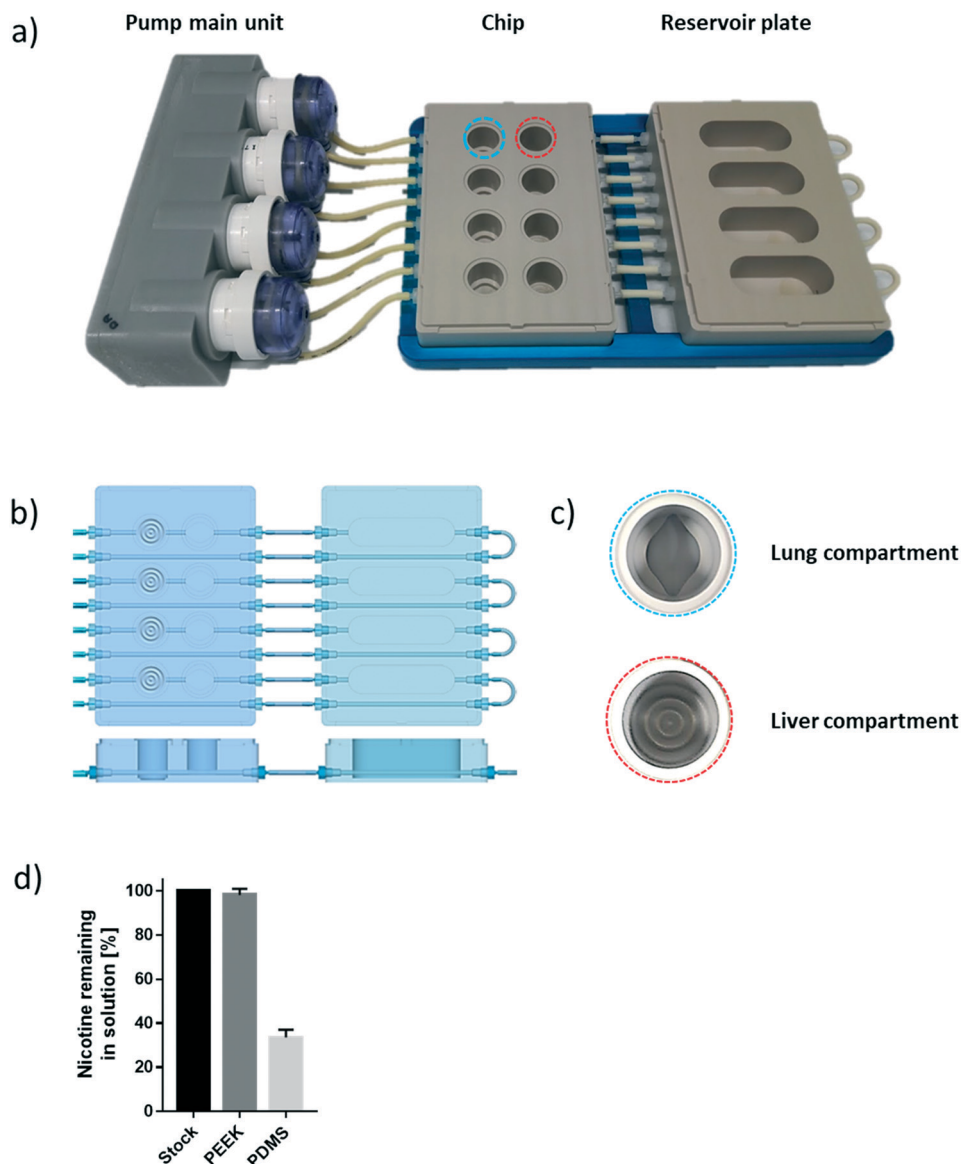 a)
Pump main unit
Chip
Reservoir plate
b)
c)
Lung compartment
Liver compartment
d)
Nicotine remaining
in solution [%]
100
80
60
40
20
0
Stock
PEEK
PDMS